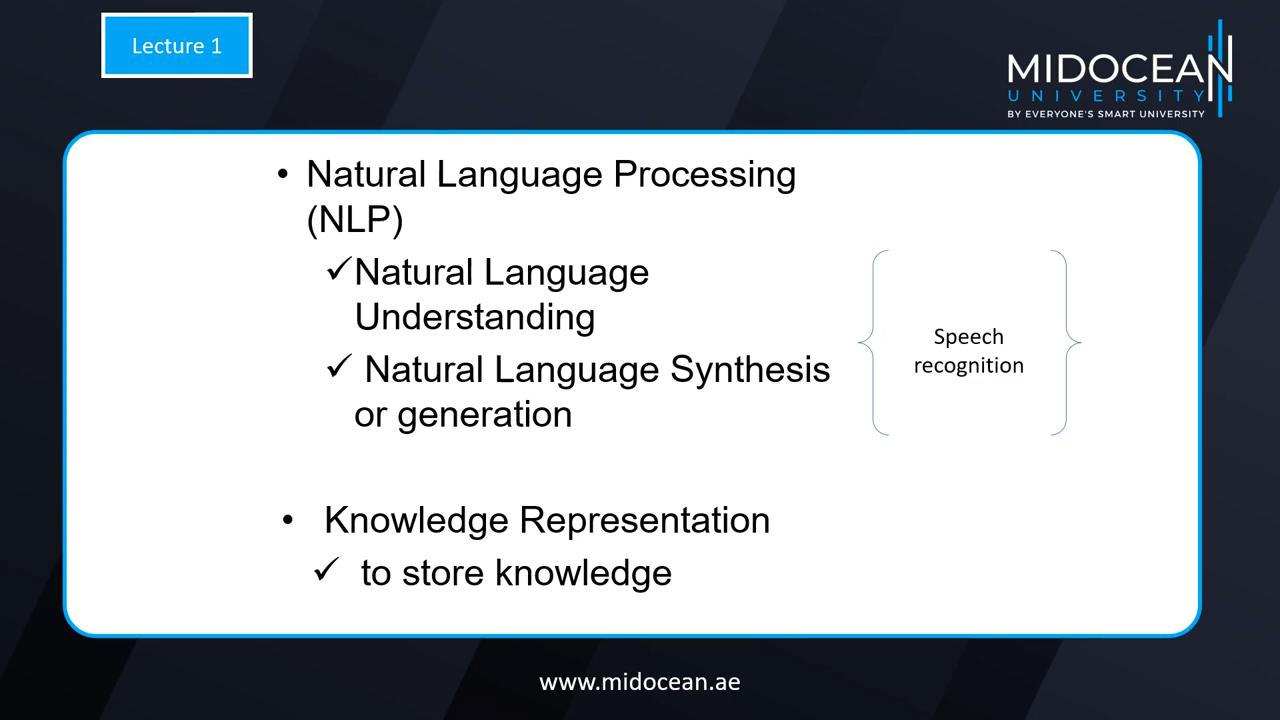 Lecture 1
MIDOCEAN
UNIVERSITY
BY EVERYONE'S SMART UNIVERSITY
• Natural Language Processing
(NLP)
✓Natural Language
Understanding
✓ Natural Language Synthesis
or generation
Speech
recognition
• Knowledge Representation
✓ to store knowledge
www.midocean.ae